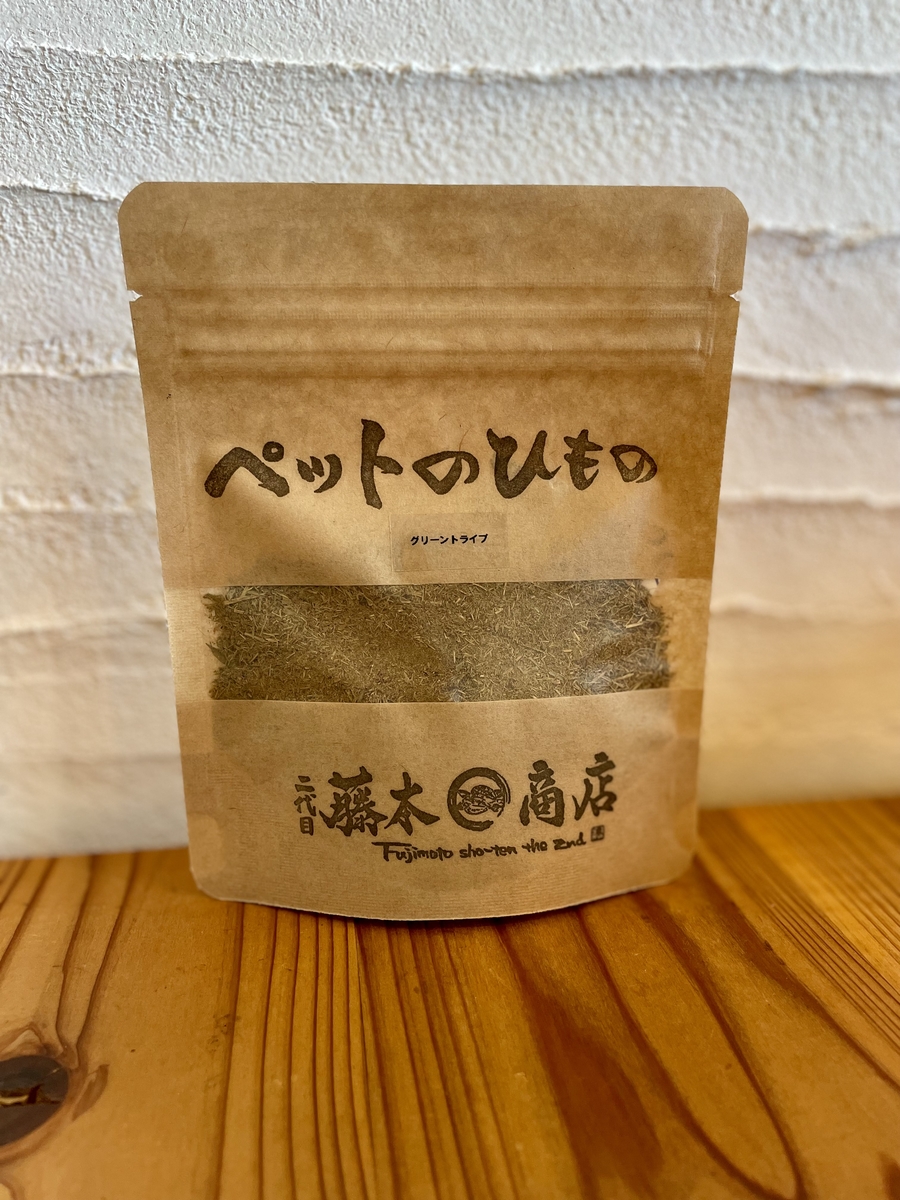 ペットのひもの
グリーントライプ
二代目 藤本商店
Fujimoto sho-ten the 2nd